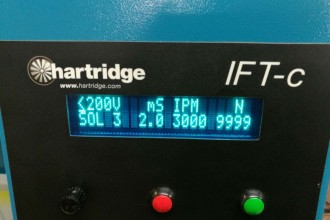 hartridge
www.hartridge.com
IFT-c
<200V mS IPM N
SOL 3 2.0 3000 9999